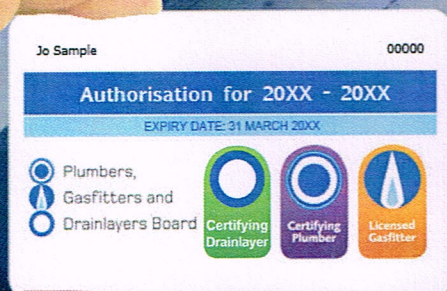 Jo Sample 00000
Authorisation for 20XX - 20XX
EXPIRY DATE: 31 MARCH 20XX
Plumbers,
Gasfitters and
Drainlayers Board
Certifying
Drainlayer
Certifying
Plumber
Licensed
Gasfitter